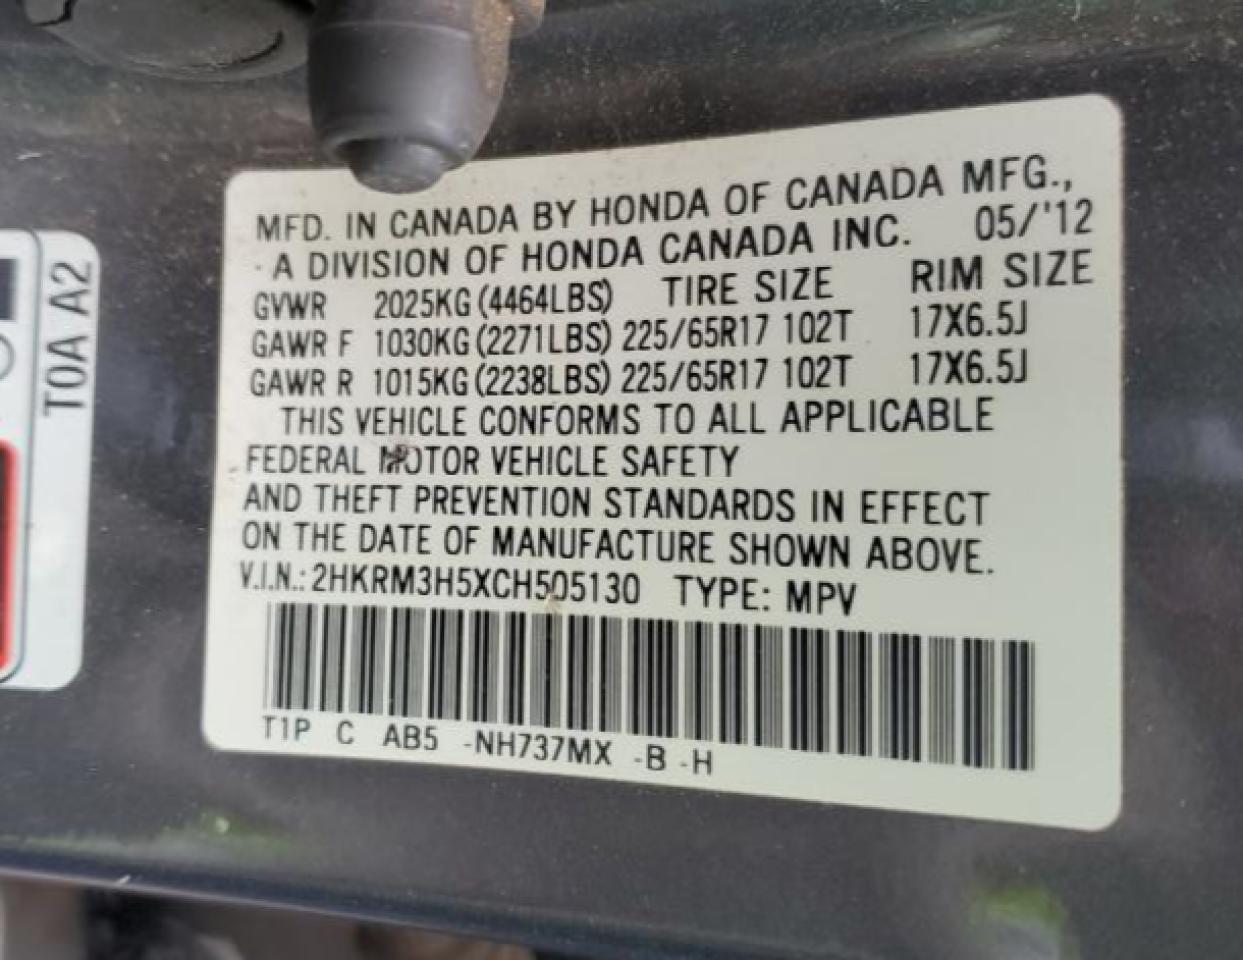 MFD. IN CANADA BY HONDA OF CANADA MFG.,
A DIVISION OF HONDA CANADA INC. 05/'12
GVWR 2025KG (4464LBS) TIRE SIZE RIM SIZE
GAWR F 1030KG (2271LBS) 225/65R17 102T 17X6.5J
GAWR R 1015KG (2238LBS) 225/65R17 102T 17X6.5J
THIS VEHICLE CONFORMS TO ALL APPLICABLE
FEDERAL MOTOR VEHICLE SAFETY
AND THEFT PREVENTION STANDARDS IN EFFECT
ON THE DATE OF MANUFACTURE SHOWN ABOVE.
V.I.N.: 2HKRM3H5XCH505130 TYPE: MPV
T1P C AB5 -NH737MX -B -H
T0A A2